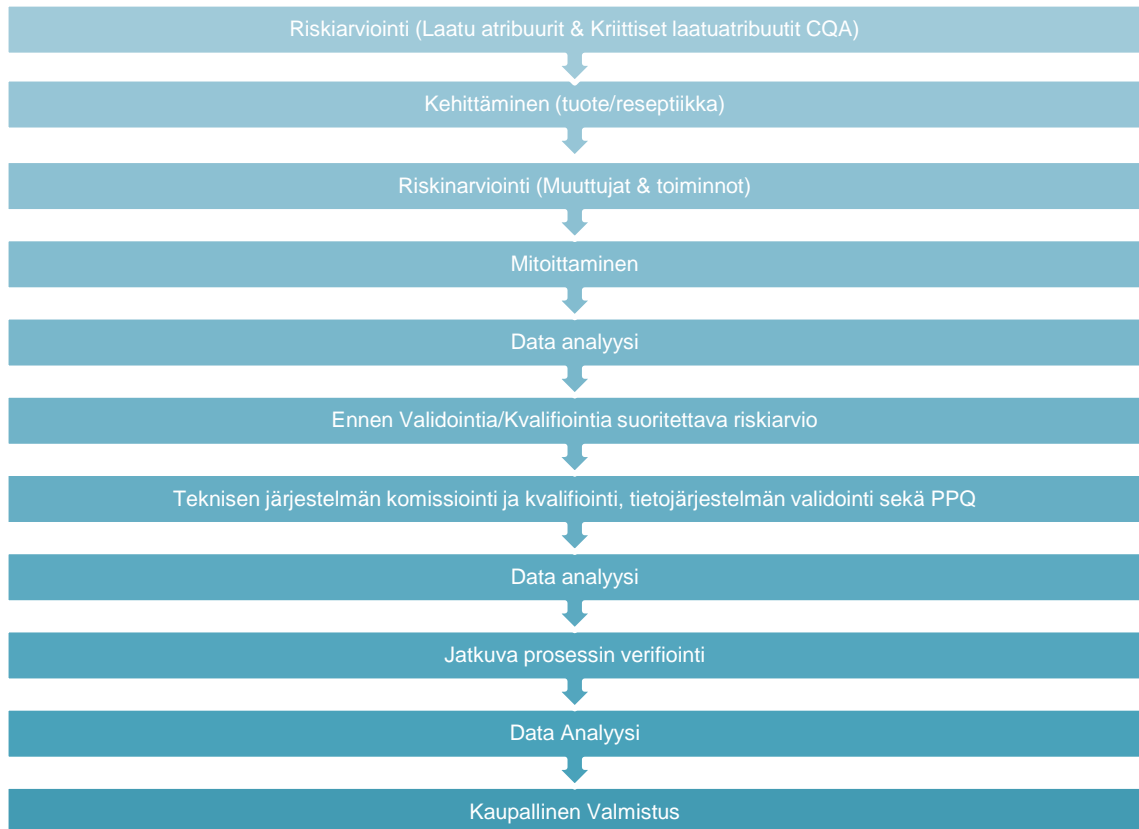 Riskiarviointi (Laatu atribuurit & Kriittiset laatuatribuutit CQA)
Kehittäminen (tuote/reseptiikka)
Riskinarviointi (Muuttujat & toiminnot)
Mitoittaminen
Data analyysi
Ennen Validointia/Kvalifiointia suoritettava riskiarvio
Teknisen järjestelmän komissiointi ja kvalifiointi, tietojärjestelmän validointi sekä PPQ
Data analyysi
Jatkuva prosessin verifiointi
Data Analyysi
Kaupallinen Valmistus